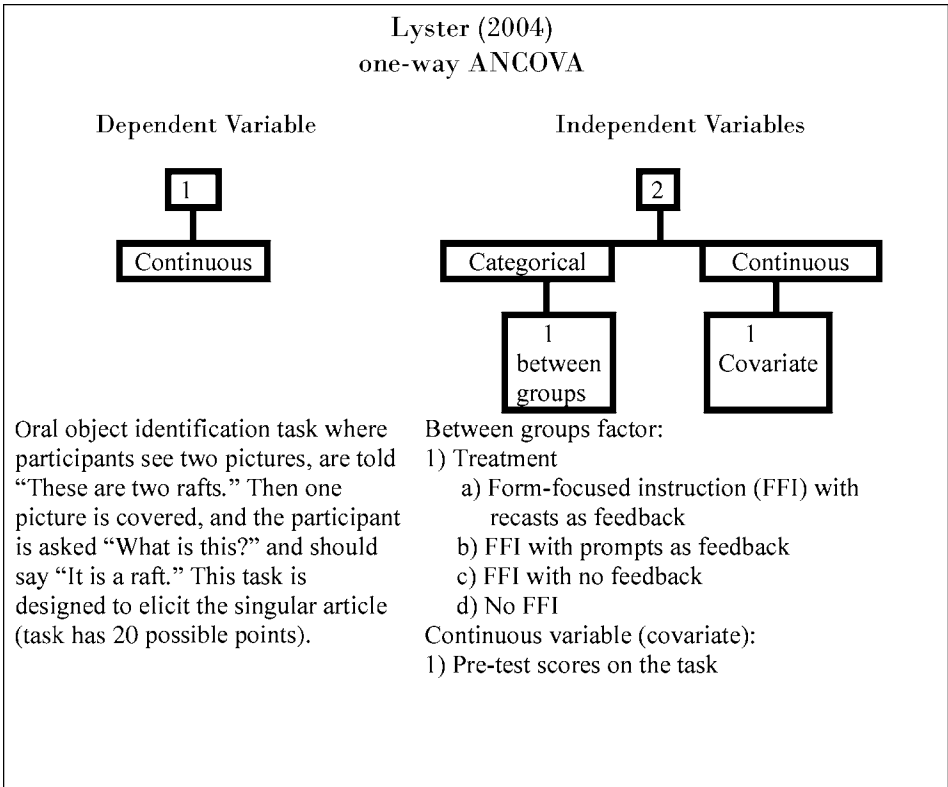 Lyster (2004)
one-way ANCOVA
Dependent Variable
1
Continuous
Oral object identification task where
participants see two pictures, are told
“These are two rafts.” Then one
picture is covered, and the participant
is asked “What is this?” and should
say “It is a raft.” This task is
designed to elicit the singular article
(task has 20 possible points).
Independent Variables
2
Categorical
Continuous
1
between
groups
1
Covariate
Between groups factor:
1) Treatment
a) Form-focused instruction (FFI) with
recasts as feedback
b) FFI with prompts as feedback
c) FFI with no feedback
d) No FFI
Continuous variable (covariate):
1) Pre-test scores on the task